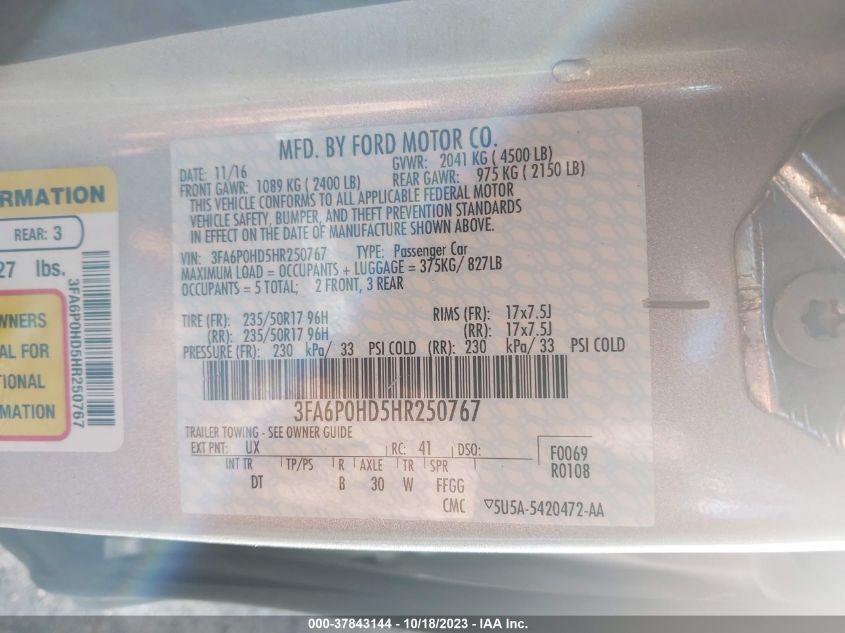 RMATION
REAR: 3
27 lbs.
WNERS
AL FOR
TIONAL
RMATION
3FA6P0HD5HR250767
MFD. BY FORD MOTOR CO.
DATE: 11/16 GVWR: 2041 KG ( 4500 LB)
FRONT GAWR: 1089 KG ( 2400 LB) REAR GAWR: 975 KG ( 2150 LB)
THIS VEHICLE CONFORMS TO ALL APPLICABLE FEDERAL MOTOR
VEHICLE SAFETY, BUMPER, AND THEFT PREVENTION STANDARDS
IN EFFECT ON THE DATE OF MANUFACTURE SHOWN ABOVE.
VIN: 3FA6P0HD5HR250767 TYPE: Passenger Car
MAXIMUM LOAD = OCCUPANTS + LUGGAGE = 375KG/ 827LB
OCCUPANTS = 5 TOTAL; 2 FRONT, 3 REAR
TIRE (FR): 235/50R17 96H RIMS (FR): 17x7.5J
(RR): 235/50R17 96H (RR): 17x7.5J
PRESSURE (FR): 230 kPa/ 33 PSI COLD (RR): 230 kPa/ 33 PSI COLD
3FA6P0HD5HR250767
TRAILER TOWING - SEE OWNER GUIDE
EXT PNT: UX RC: 41 DSO: F0069
INT TR TP/PS R AXLE TR SPR R0108
DT B 30 W FFGG
CMC ▽5U5A-5420472-AA
000-37843144 - 10/18/2023 - IAA Inc.